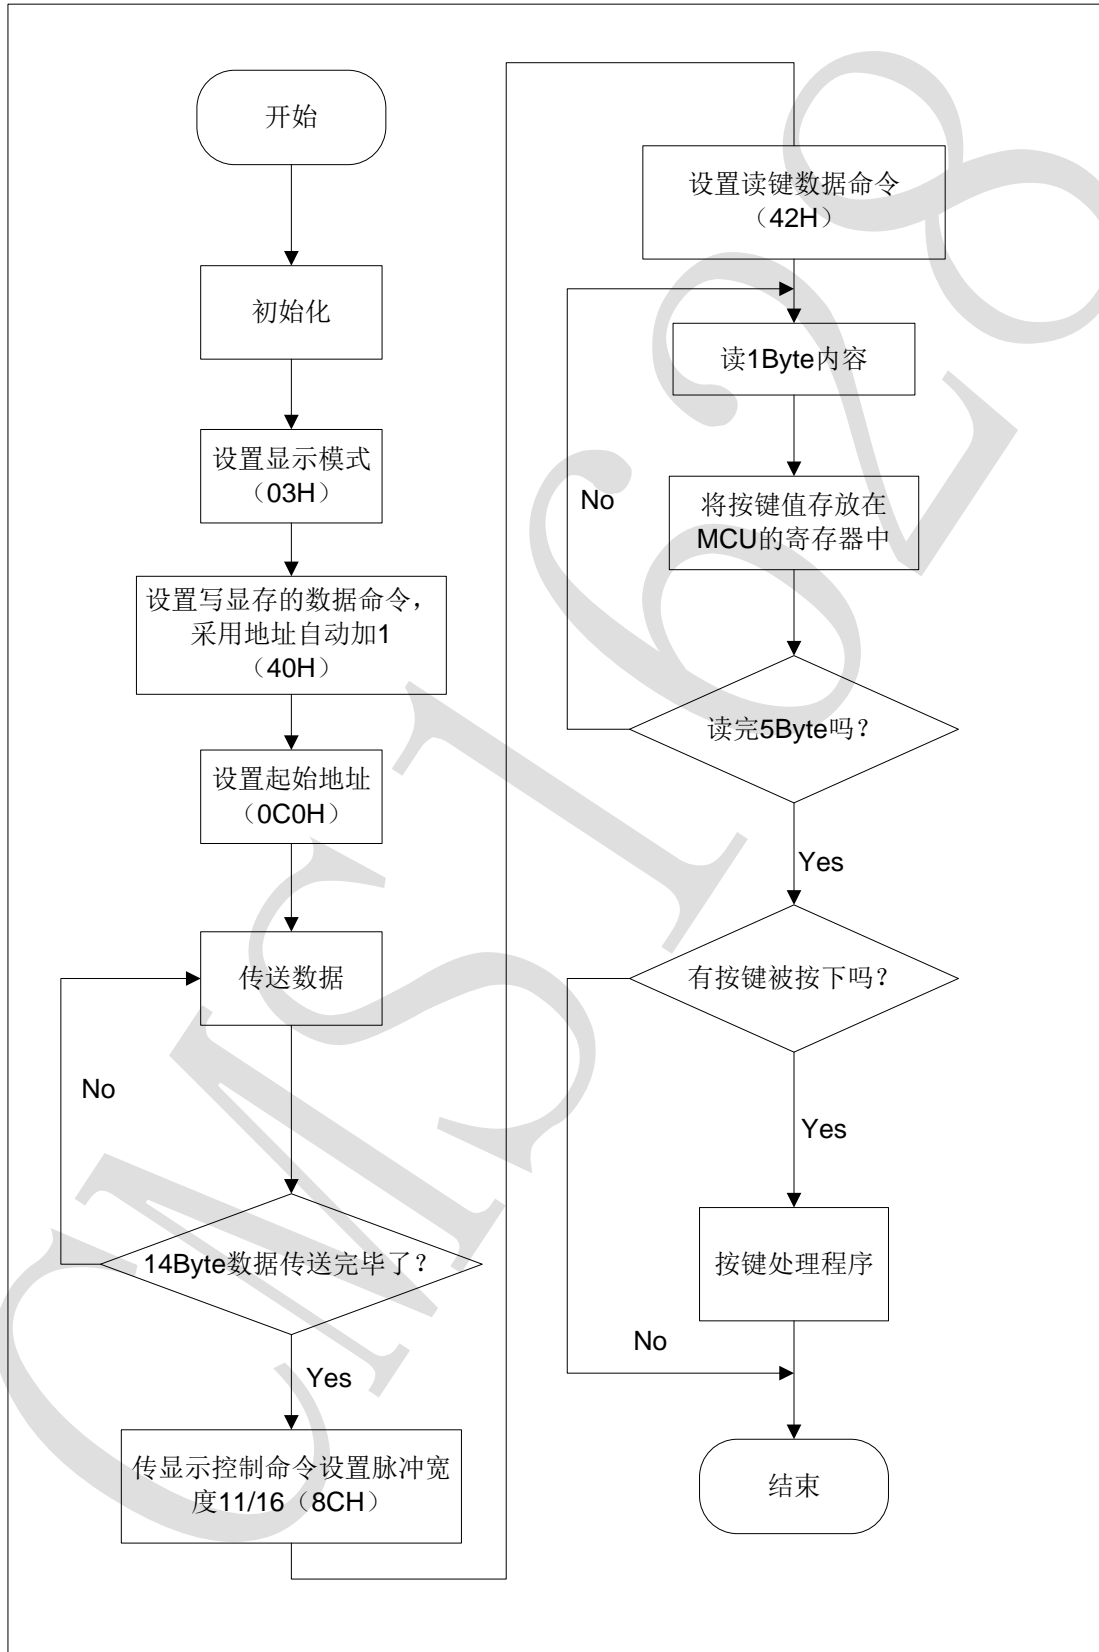 开始
初始化
设置显示模式
（03H）
设置写显存的数据命令，
采用地址自动加1
（40H）
设置起始地址
（0C0H）
传送数据
No
14Byte数据传送完毕了？
Yes
传显示控制命令设置脉冲宽
度11/16（8CH）
设置读键数据命令
（42H）
读1Byte内容
No
将按键值存放在
MCU的寄存器中
读完5Byte吗？
Yes
有按键被按下吗？
Yes
按键处理程序
No
结束
CMS1628